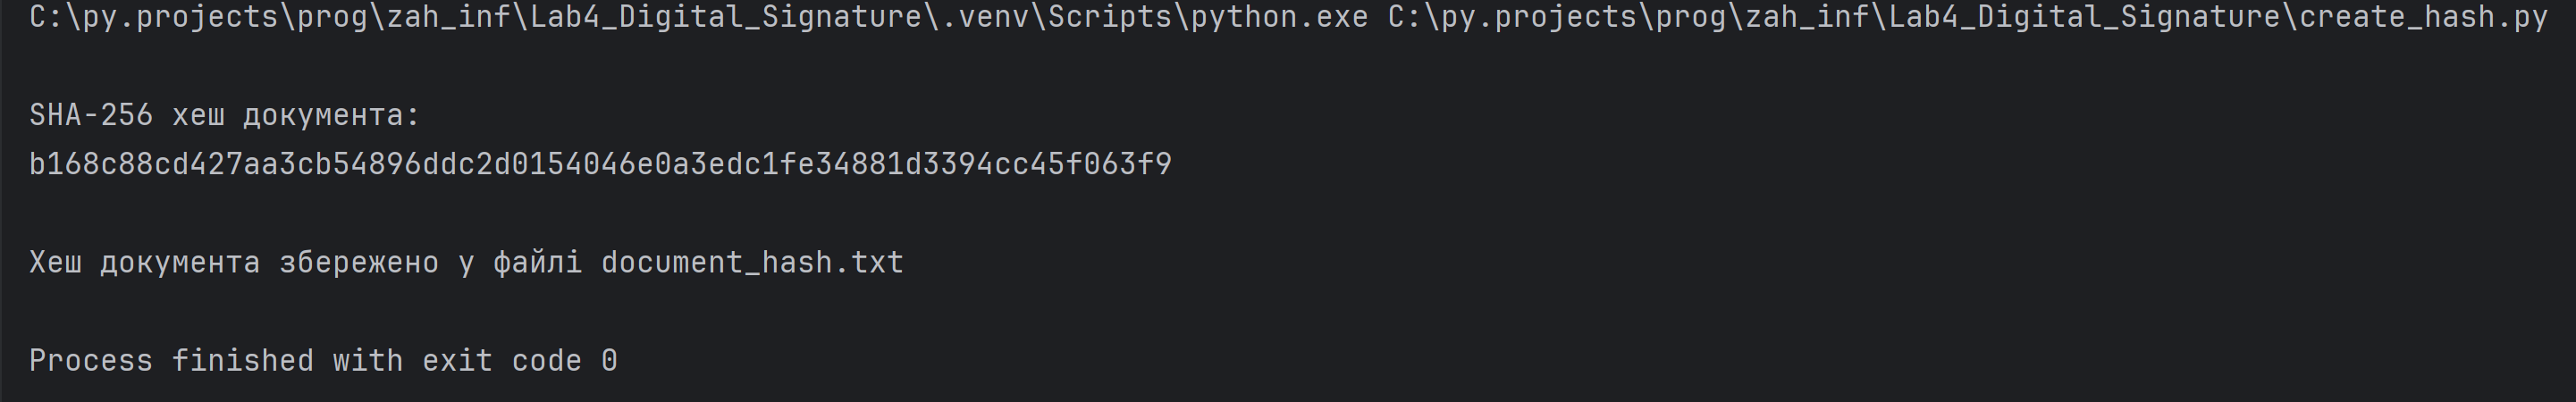 C:\py.projects\prog\zah_inf\Lab4_Digital_Signature\.venv\Scripts\python.exe C:\py.projects\prog\zah_inf\Lab4_Digital_Signature\create_hash.py
SHA-256 хеш документа:
b168c88cd427aa3cb54896ddc2d0154046e0a3edc1fe34881d3394cc45f063f9
Хеш документа збережено у файлі document_hash.txt
Process finished with exit code 0